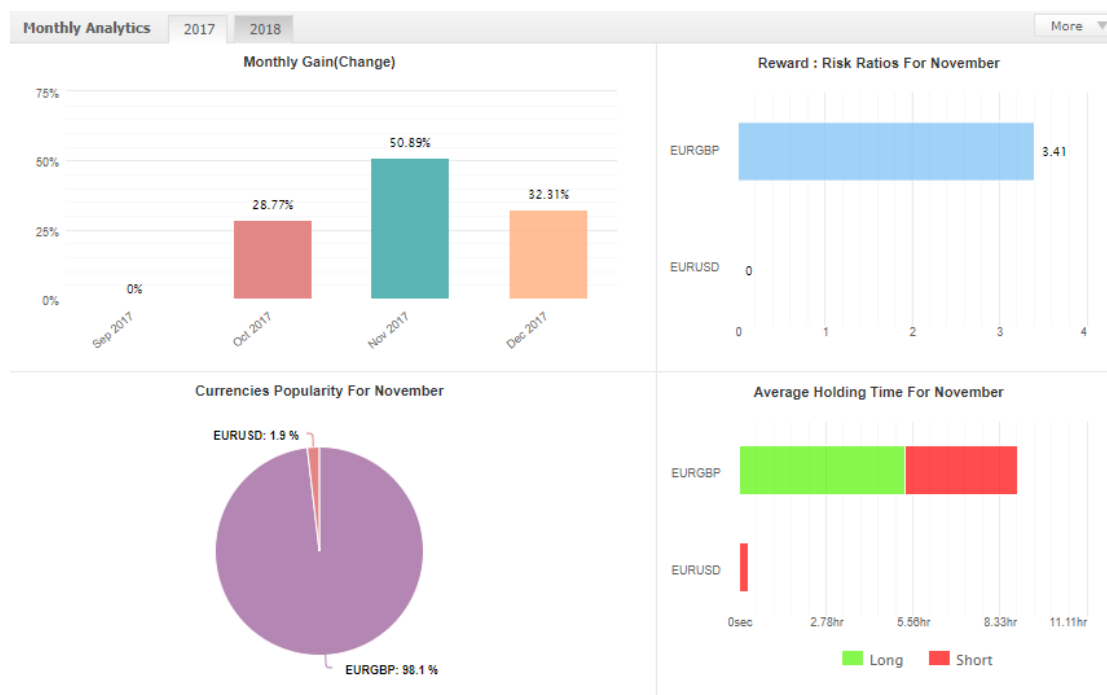 Monthly Analytics 2017 2018 More
Monthly Gain(Change)
75%
50%
25%
0%
0%
28.77%
50.89%
32.31%
Sep 2017 Oct 2017 Nov 2017 Dec 2017
Reward : Risk Ratios For November
EURGBP 3.41
EURUSD 0
0 1 2 3 4
Currencies Popularity For November
EURUSD: 1.9 %
EURGBP: 98.1 %
Average Holding Time For November
EURGBP
EURUSD
0sec 2.78hr 5.56hr 8.33hr 11.11hr
Long Short